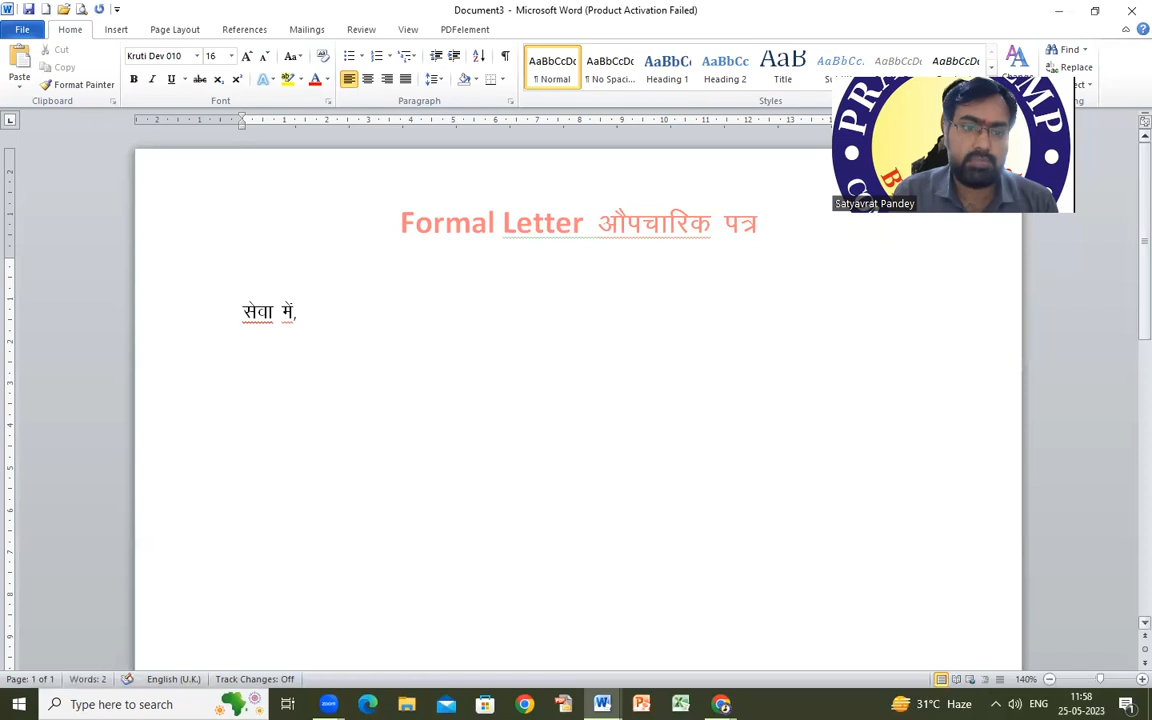 Document3 - Microsoft Word (Product Activation Failed)
File Home Insert Page Layout References Mailings Review View PDFelement
Paste
Cut
Copy
Format Painter
Clipboard
Kruti Dev 010 16
Font
Paragraph
AaBbCcDc AaBbCcDc AaBbC AaBbCc AaB AaBbCc. AaBbCcDc AaBbCcDc
¶ Normal ¶ No Spaci... Heading 1 Heading 2 Title
Styles
Find
Replace
Satyavrat Pandey
Formal Letter औपचारिक पत्र
सेवा में,
Page: 1 of 1 Words: 2 English (U.K.) Track Changes: Off 140%
Type here to search
31°C Haze ENG 11:58
25-05-2023